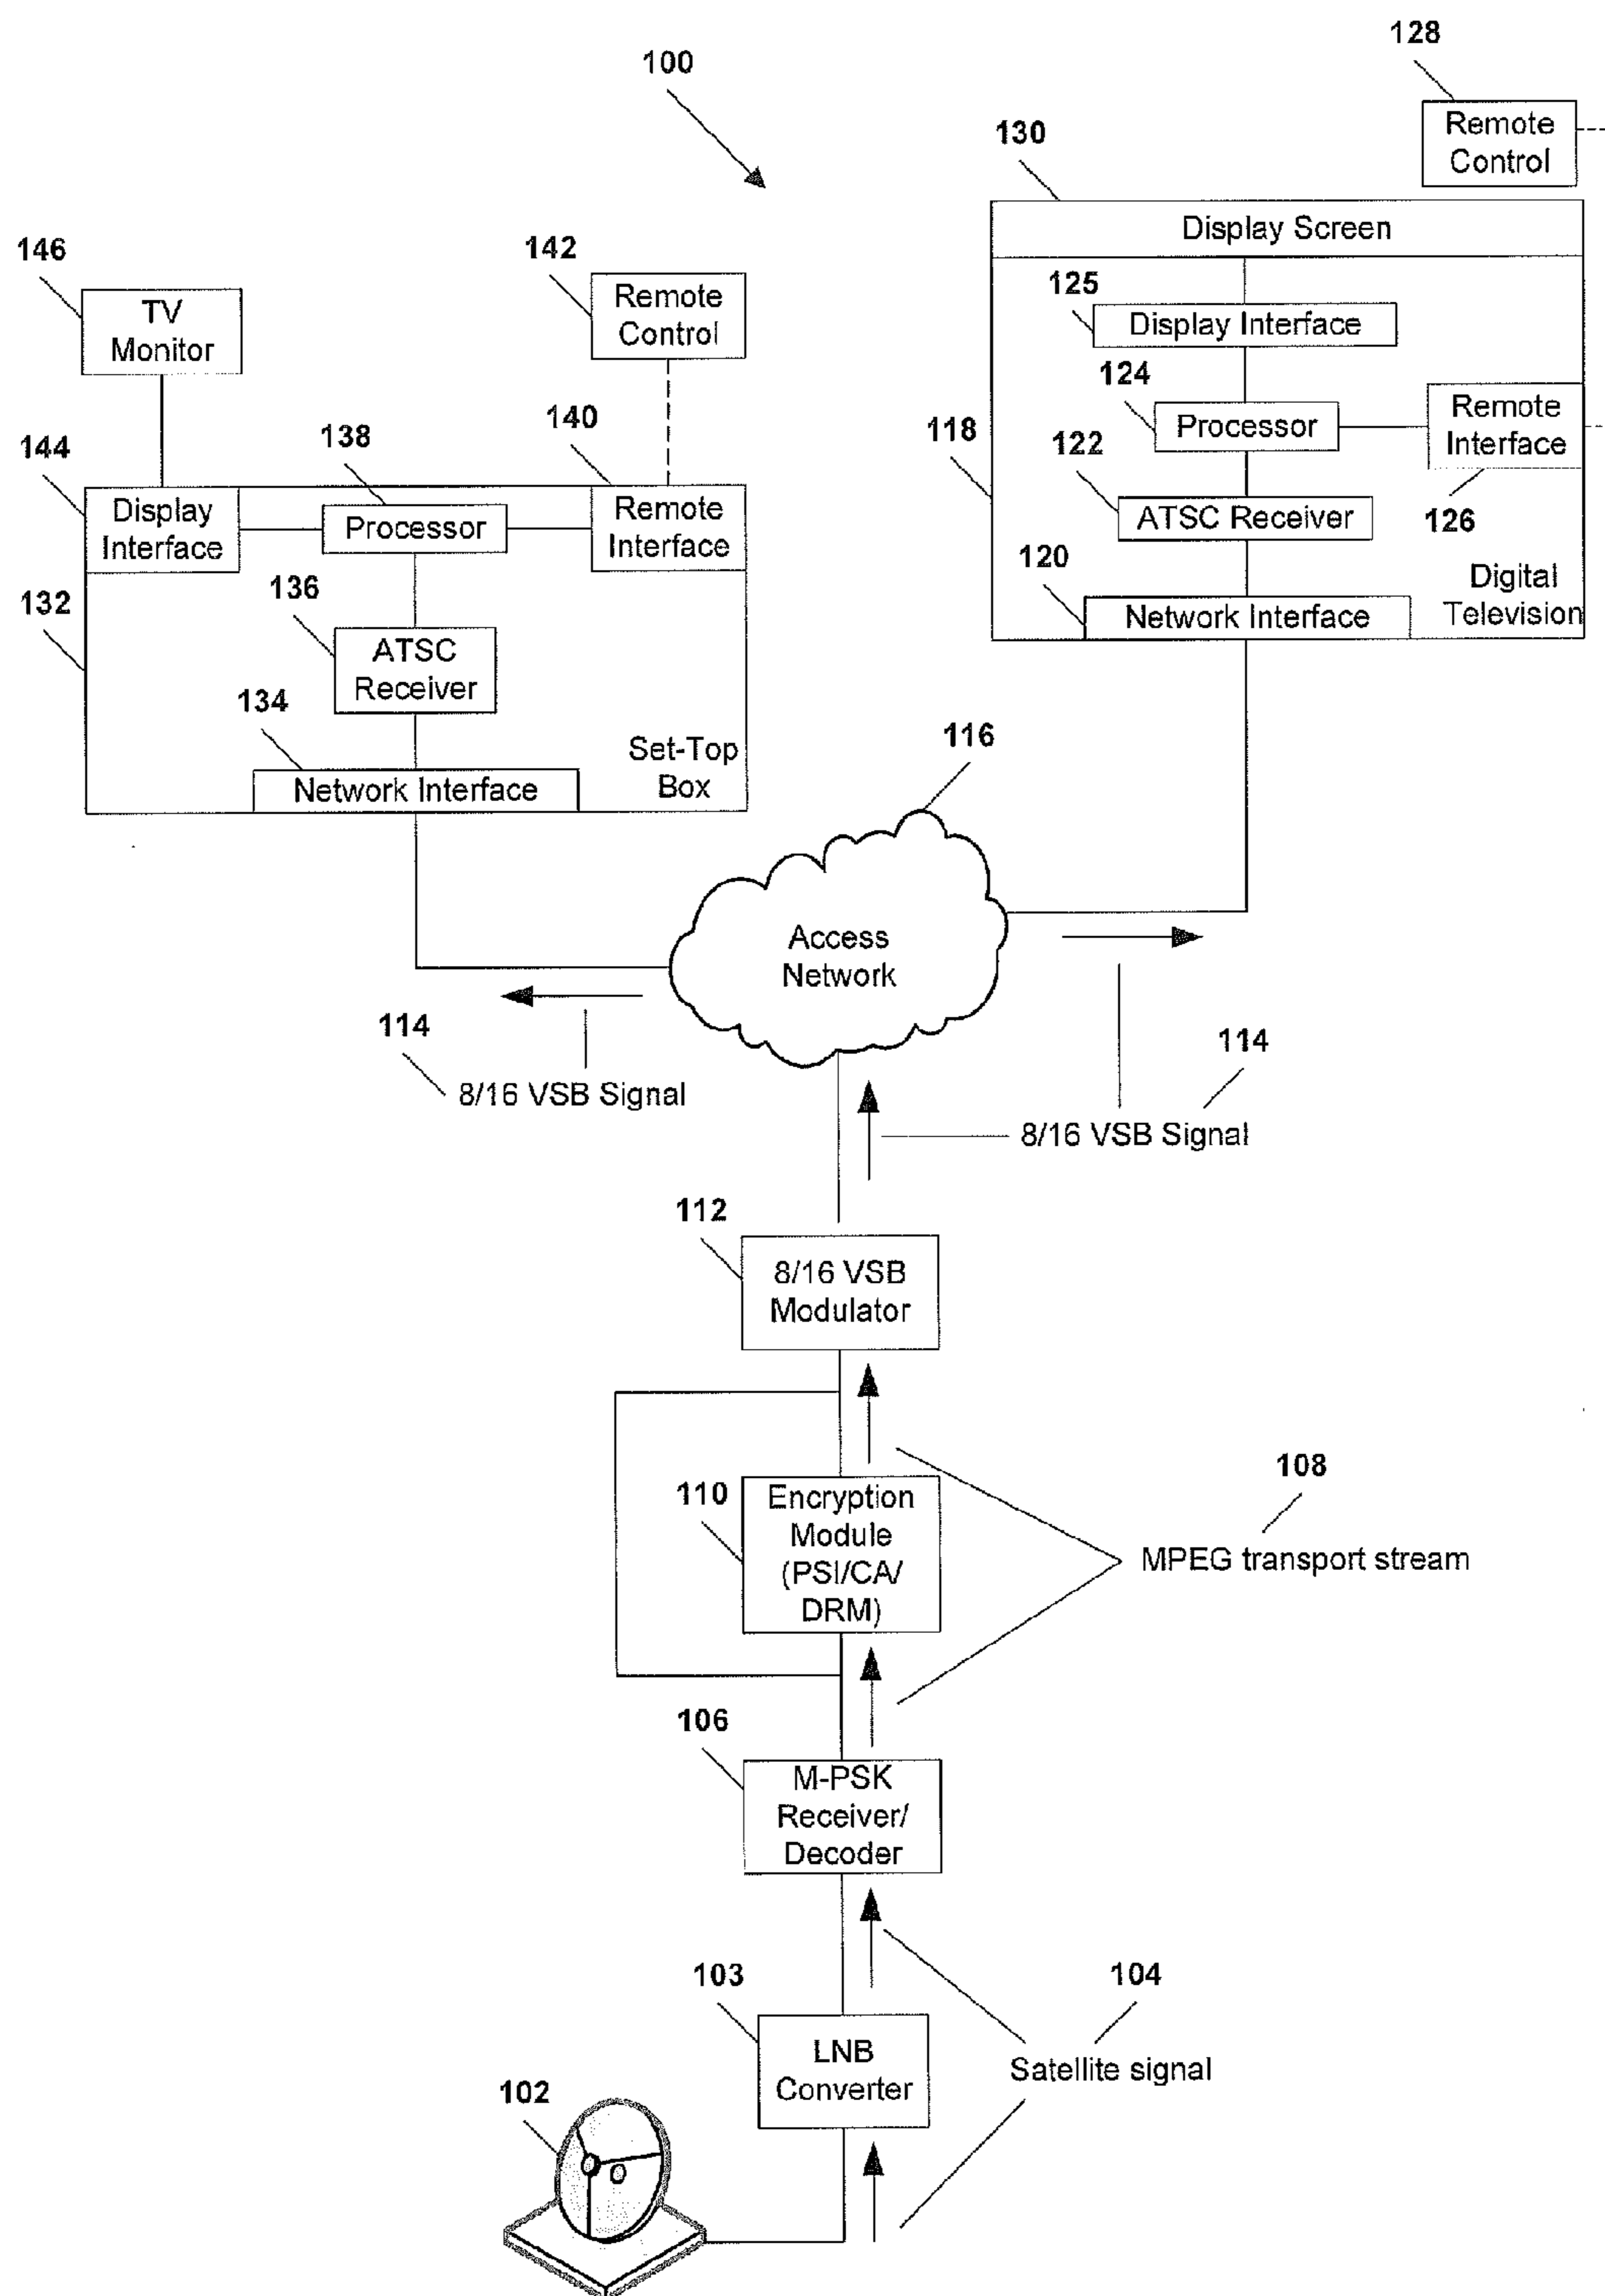 100
128
Remote
Control
130
Display Screen
125
Display Interface
124
Processor
Remote
Interface
126
118
122
ATSC Receiver
120
Network Interface
Digital
Television
146
TV
Monitor
142
Remote
Control
144
Display
Interface
138
Processor
140
Remote
Interface
132
136
ATSC
Receiver
134
Network Interface
Set-Top
Box
116
Access
Network
114
8/16 VSB Signal
114
8/16 VSB Signal
112
8/16 VSB
Modulator
110
Encryption
Module
(PSI/CA/
DRM)
108
MPEG transport stream
106
M-PSK
Receiver/
Decoder
103
LNB
Converter
104
Satellite signal
102